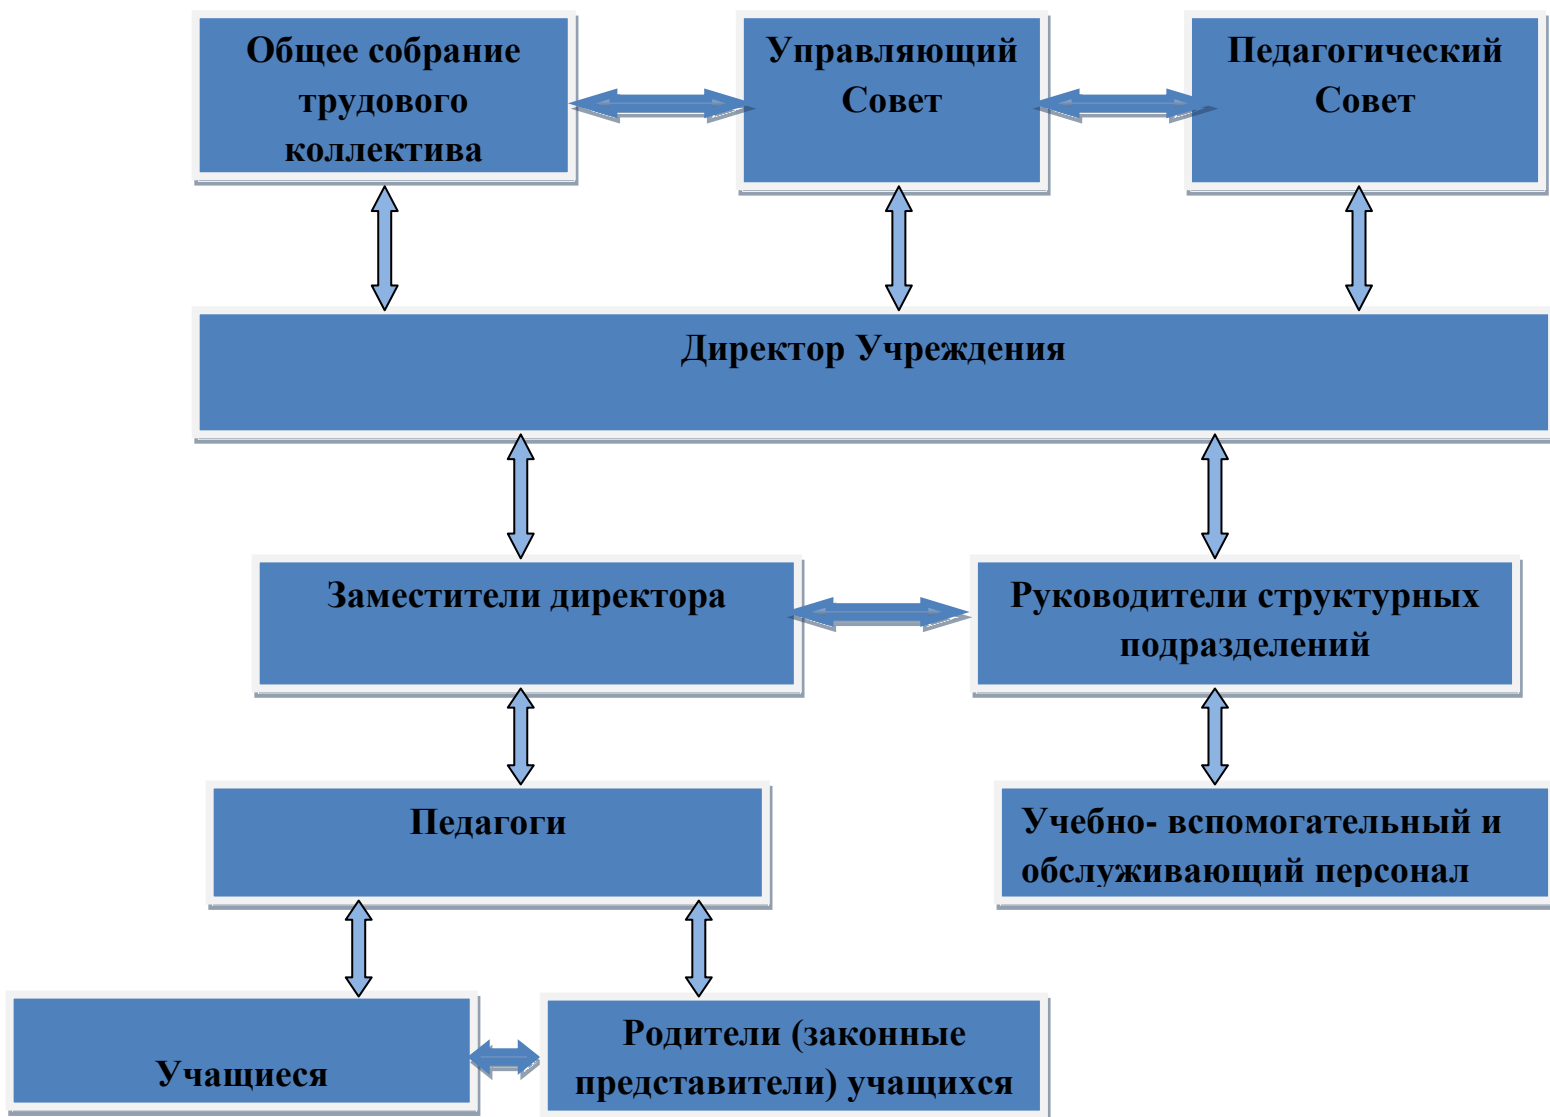 Общее собрание
трудового
коллектива
Управляющий
Совет
Педагогический
Совет
Директор Учреждения
Заместители директора
Руководители структурных
подразделений
Педагоги
Учебно- вспомогательный и
обслуживающий персонал
Учащиеся
Родители (законные
представители) учащихся